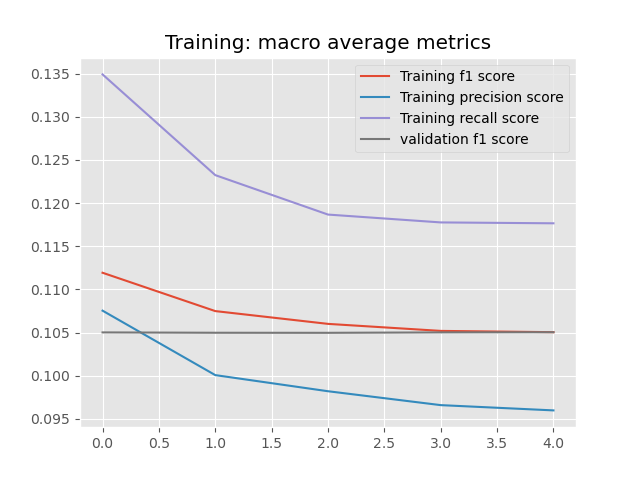 Training: macro average metrics
0.135
0.130
0.125
0.120
0.115
0.110
0.105
0.100
0.095
Training f1 score
Training precision score
Training recall score
validation f1 score
0.0 0.5 1.0 1.5 2.0 2.5 3.0 3.5 4.0